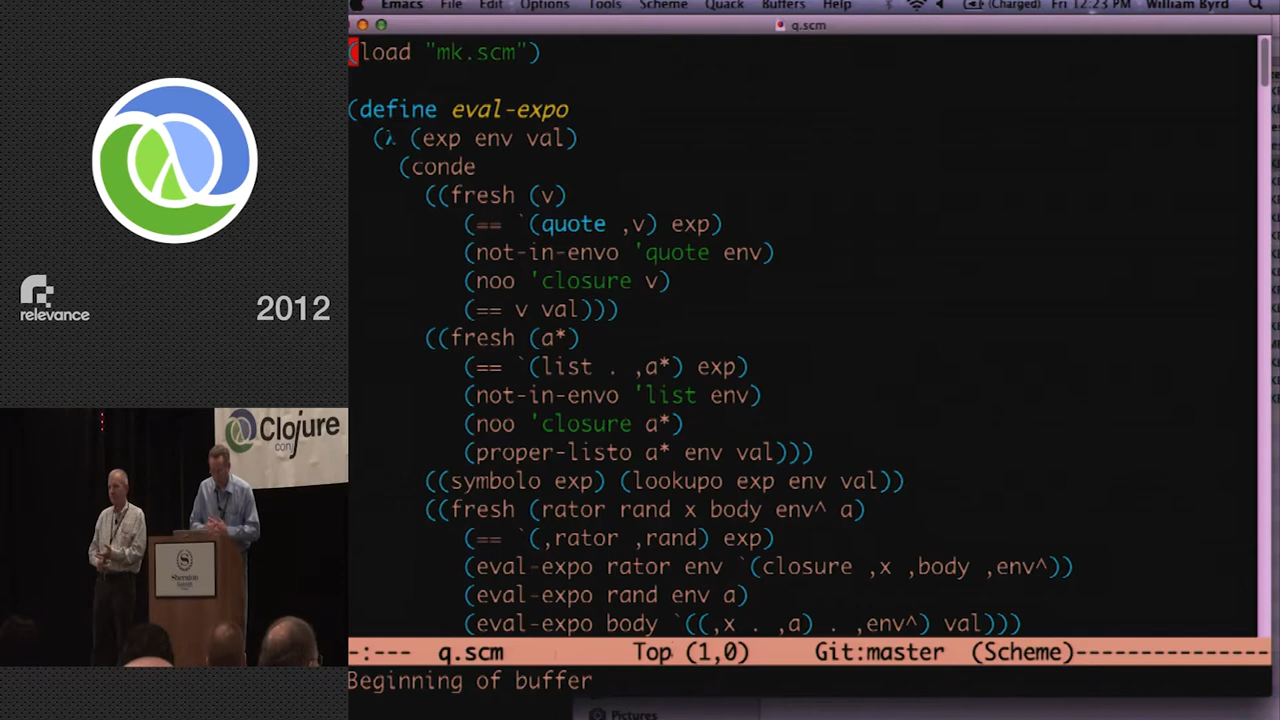 Emacs File Edit Options Tools Scheme Quack Buffers Help (Charged) Fri 12:23 PM William Byrd
q.scm
(load "mk.scm")
(define eval-expo
(λ (exp env val)
(conde
((fresh (v)
(== `(quote ,v) exp)
(not-in-envo 'quote env)
(noo 'closure v)
(== v val)))
((fresh (a*)
(== `(list . ,a*) exp)
(not-in-envo 'list env)
(noo 'closure a*)
(proper-listo a* env val)))
((symbolo exp) (lookupo exp env val))
((fresh (rator rand x body env^ a)
(== `(,rator ,rand) exp)
(eval-expo rator env `(closure ,x ,body ,env^))
(eval-expo rand env a)
(eval-expo body `((,x . ,a) . ,env^) val)))
-:--- q.scm Top (1,0) Git:master (Scheme)---------------
Beginning of buffer
Pictures
relevance
2012
Clojure
con
Sheraton